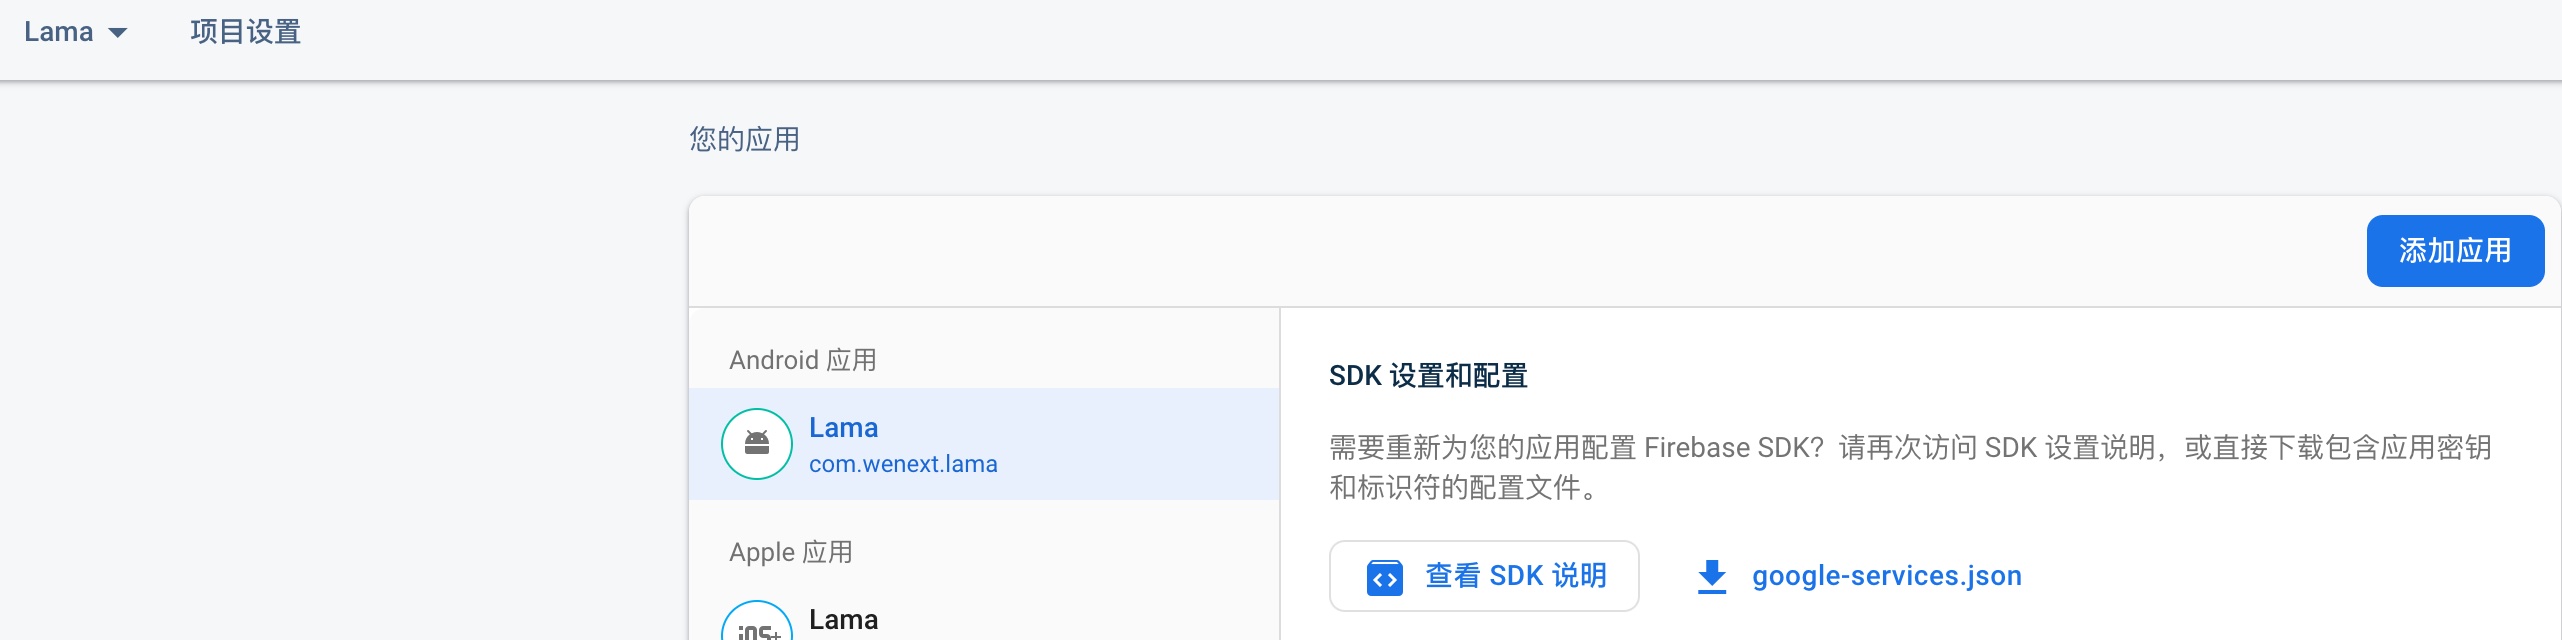 Lama 项目设置
您的应用
添加应用
Android 应用
Lama
com.wenext.lama
Apple 应用
Lama
SDK 设置和配置
需要重新为您的应用配置 Firebase SDK？请再次访问 SDK 设置说明，或直接下载包含应用密钥
和标识符的配置文件。
查看 SDK 说明 google-services.json
iOS+